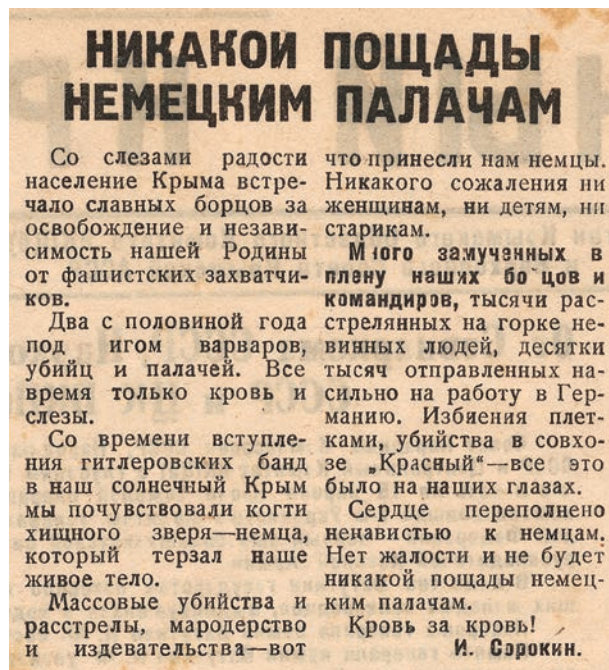 НИКАКОИ ПОЩАДЫ
НЕМЕЦКИМ ПАЛАЧАМ
Со слезами радости
население Крыма встре-
чало славных борцов за
освобождение и незави-
симость нашей Родины
от фашистских захватчи-
ков.
Два с половиной года
под игом варваров,
убийц и палачей. Все
время только кровь и
слезы.
Со времени вступле-
ния гитлеровских банд
в наш солнечный Крым
мы почувствовали когти
хищного зверя—немца,
который терзал наше
живое тело.
Массовые убийства и
расстрелы, мародерство
и издевательства—вот
что принесли нам немцы.
Никакого сожаления ни
женщинам, ни детям, ни
старикам.
Много замученных в
плену наших бойцов и
командиров, тысячи рас-
стрелянных на горке не-
винных людей, десятки
тысяч отправленных на-
сильно на работу в Гер-
манию. Избиения плет-
ками, убийства в совхо-
зе „Красный“—все это
было на наших глазах.
Сердце переполнено
ненавистью к немцам.
Нет жалости и не будет
никакой пощады немец-
ким палачам.
Кровь за кровь!
И. Сорокин.